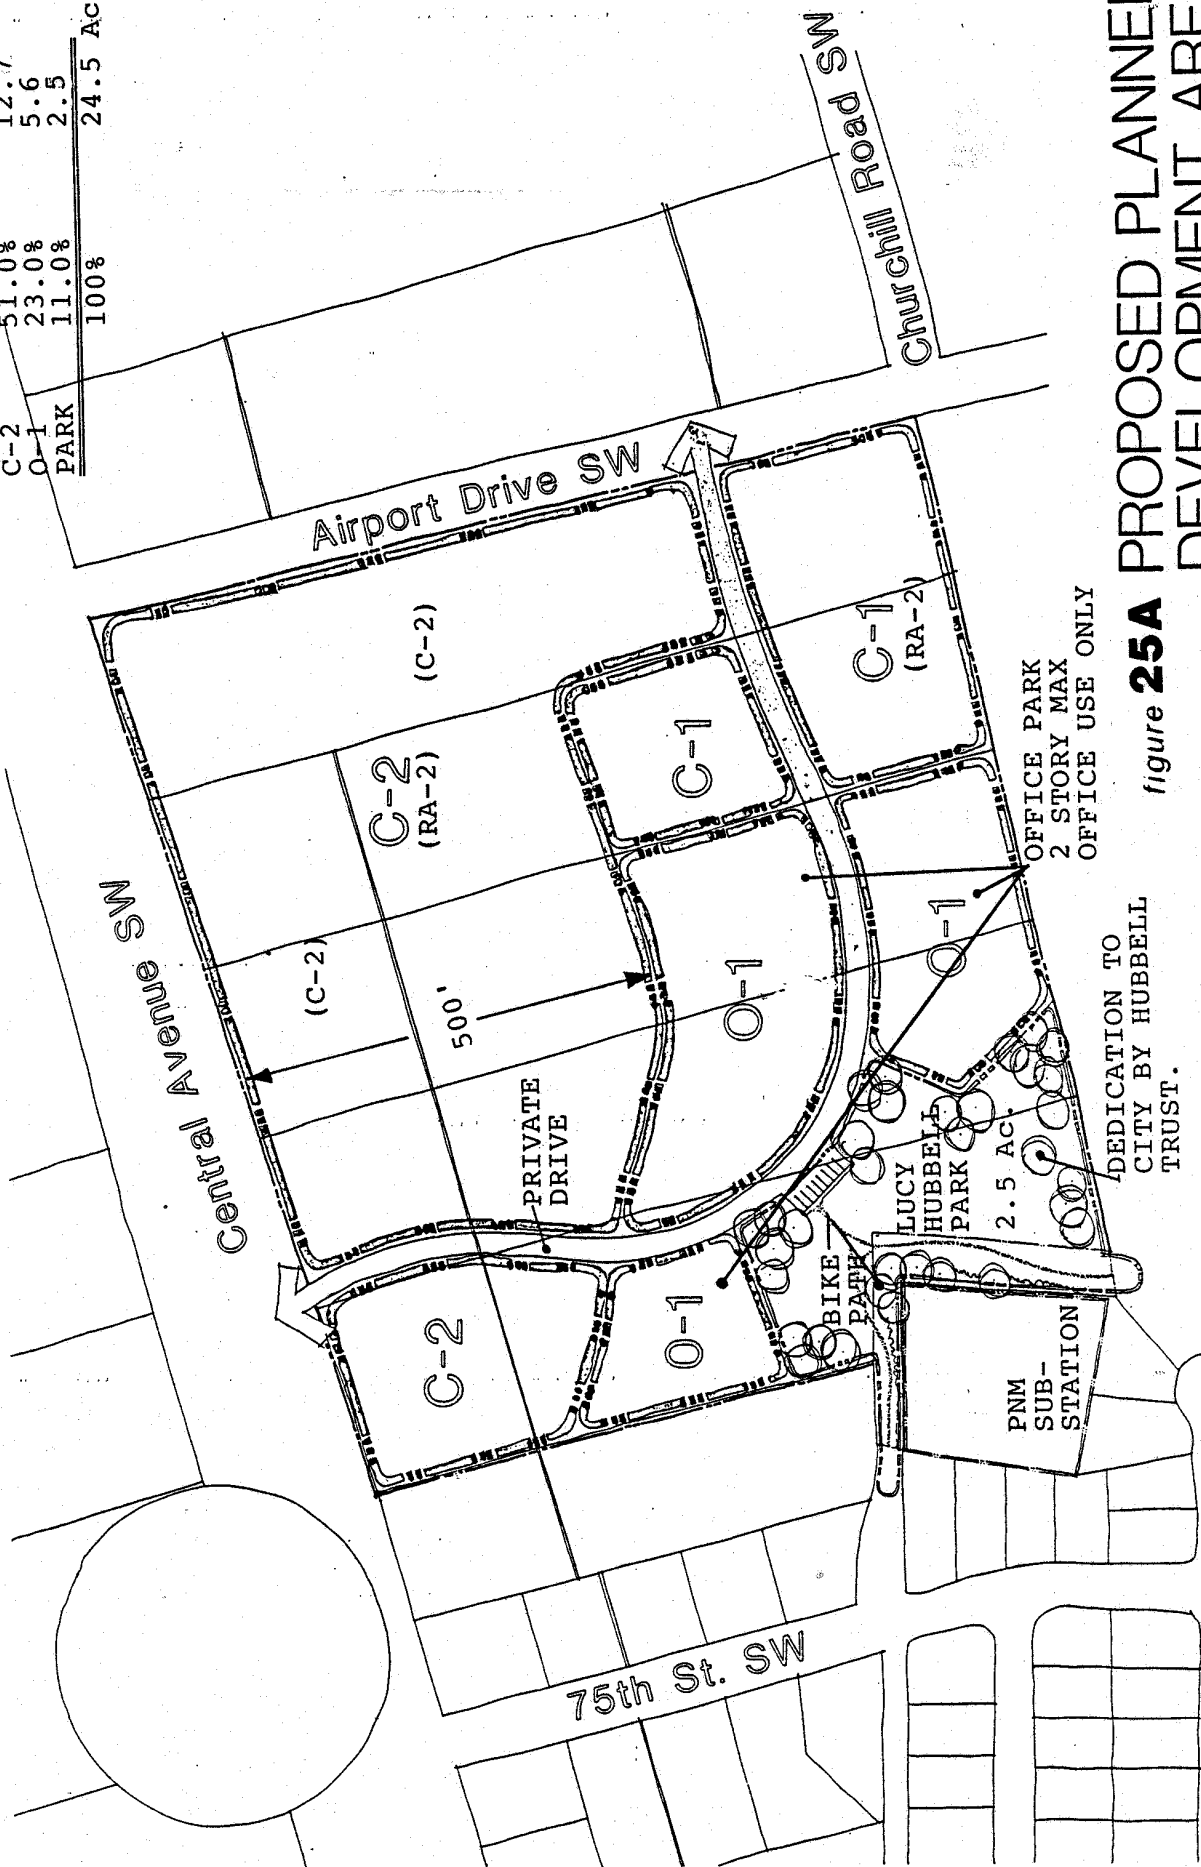 C-2 51.0% 12.7
O-1 23.0% 5.6
PARK 11.0% 2.5
100% 24.5 Ac
Central Avenue SW
Airport Drive SW
Churchill Road SW
75th St. SW
(C-2)
(C-2)
C-2
(RA-2)
C-2
500'
PRIVATE
DRIVE
C-1
C-1
(RA-2)
O-1
O-1
O-1
BIKE
PATH
LUCY
HUBBELL
PARK
2.5 Ac.
PNM
SUB-
STATION
OFFICE PARK
2 STORY MAX
OFFICE USE ONLY
DEDICATION TO
CITY BY HUBBELL
TRUST.
figure 25A PROPOSED PLANNE
DEVELOPMENT ARE